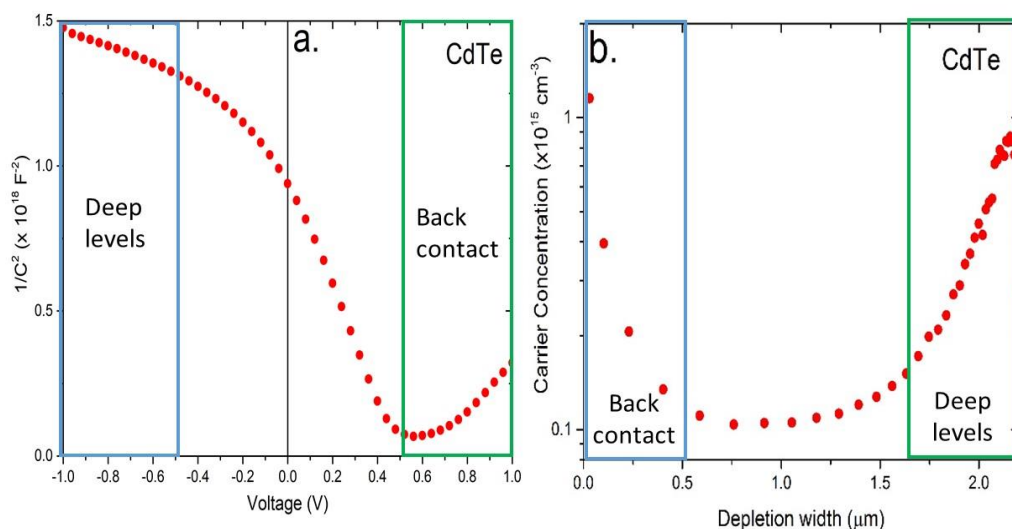 a.
CdTe
1.5
1.0
0.5
0.0
1/C² (x 10¹⁸ F⁻²)
Deep
levels
Back
contact
-1.0 -0.8 -0.6 -0.4 -0.2 0.0 0.2 0.4 0.6 0.8 1.0
Voltage (V)
b.
CdTe
1
0.1
Carrier Concentration (x10¹⁵ cm⁻³)
Back
contact
Deep
levels
0.0 0.5 1.0 1.5 2.0
Depletion width (μm)